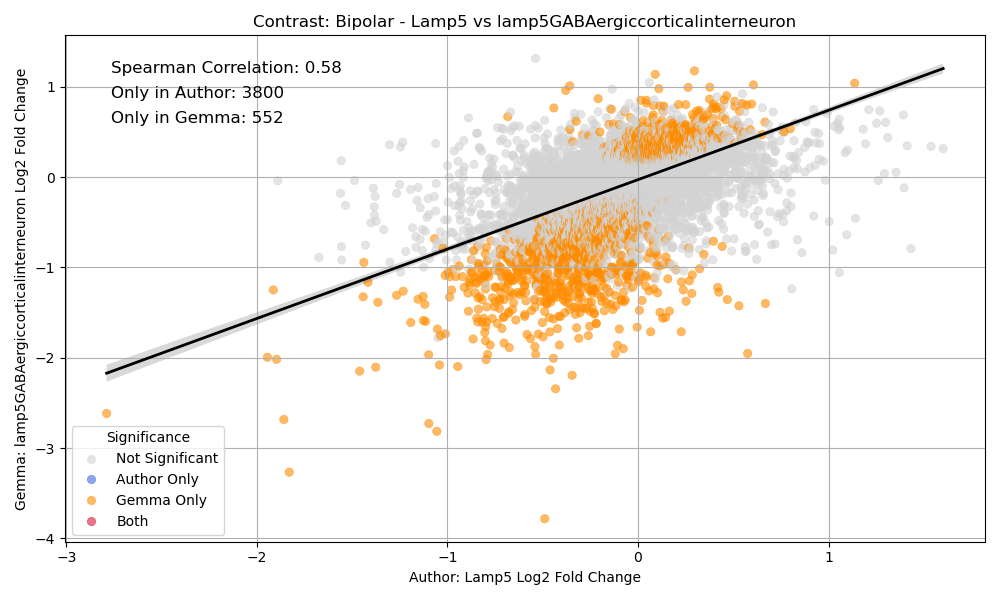 Contrast: Bipolar - Lamp5 vs lamp5GABAergiccorticalinterneuron
Spearman Correlation: 0.58
Only in Author: 3800
Only in Gemma: 552
Gemma: lamp5GABAergiccorticalinterneuron Log2 Fold Change
1
0
−1
−2
−3
−4
Significance
Not Significant
Author Only
Gemma Only
Both
−3
−2
−1
0
1
Author: Lamp5 Log2 Fold Change